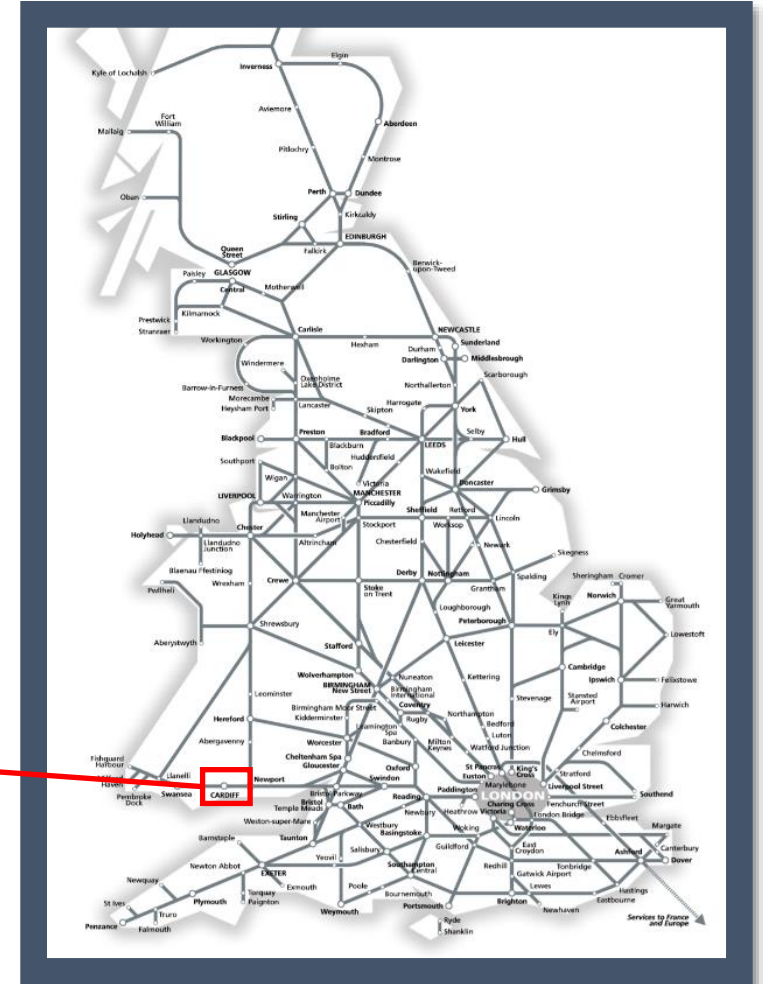 Elgin
Inverness
Kyle of Lochalsh
Aviemore
Fort
William
Aberdeen
Mallaig
Pitlochry
Montrose
Perth
Dundee
Oban
Stirling
Kirkcaldy
EDINBURGH
Queen
Street
Falkirk
Berwick-
upon-Tweed
Paisley
GLASGOW
Central
Motherwell
Kilmarnock
Prestwick
Stranraer
Carlisle
NEWCASTLE
Workington
Hexham
Sunderland
Durham
Darlington
Middlesbrough
Windermere
Scarborough
Oxenholme
Lake District
Northallerton
Barrow-in-Furness
Morecambe
Heysham Port
Lancaster
Harrogate
Skipton
York
Blackpool
Preston
Bradford
Selby
Hull
Blackburn
LEEDS
Huddersfield
Southport
Bolton
Wakefield
Wigan
Victoria
Doncaster
Grimsby
LIVERPOOL
Warrington
MANCHESTER
Piccadilly
Sheffield
Retford
Manchester
Airport
Lincoln
Llandudno
Chester
Stockport
Worksop
Holyhead
Llandudno
Junction
Altrincham
Chesterfield
Newark
Skegness
Blaenau Ffestiniog
Wrexham
Crewe
Derby
Nottingham
Spalding
Sheringham
Cromer
Pwllheli
Stoke
on Trent
Grantham
Kings
Lynn
Norwich
Great
Yarmouth
Loughborough
Peterborough
Shrewsbury
Ely
Lowestoft
Aberystwyth
Stafford
Leicester
Cambridge
Wolverhampton
BIRMINGHAM
New Street
Nuneaton
Kettering
Ipswich
Felixstowe
Birmingham
International
Leominster
Stevenage
Stansted
Airport
Birmingham Moor Street
Coventry
Harwich
Hereford
Kidderminster
Rugby
Northampton
Colchester
Leamington
Spa
Bedford
Abergavenny
Worcester
Banbury
Milton
Keynes
Luton
Watford Junction
Chelmsford
Cheltenham Spa
Fishguard
Harbour
Gloucester
Oxford
St Pancras
King's
Cross
Llanelli
Newport
Swindon
Euston
Stratford
Haven
Marylebone
Liverpool Street
Pembroke
Dock
Swansea
CARDIFF
Bristol Parkway
Reading
Paddington
LONDON
Southend
Bristol
Temple Meads
Bath
Newbury
Heathrow
Victoria
Charing Cross
Fenchurch Street
London Bridge
Ebbsfleet
Weston-super-Mare
Westbury
Basingstoke
Woking
Waterloo
Margate
Barnstaple
Taunton
Salisbury
Guildford
East
Croydon
Canterbury
Newton Abbot
Yeovil
Southampton
Central
Redhill
Tonbridge
Ashford
Dover
EXETER
Gatwick Airport
Newquay
Exmouth
Poole
Lewes
Hastings
St Ives
Plymouth
Torquay
Paignton
Bournemouth
Brighton
Eastbourne
Truro
Weymouth
Portsmouth
Newhaven
Penzance
Falmouth
Ryde
Shanklin
Services to France
and Europe